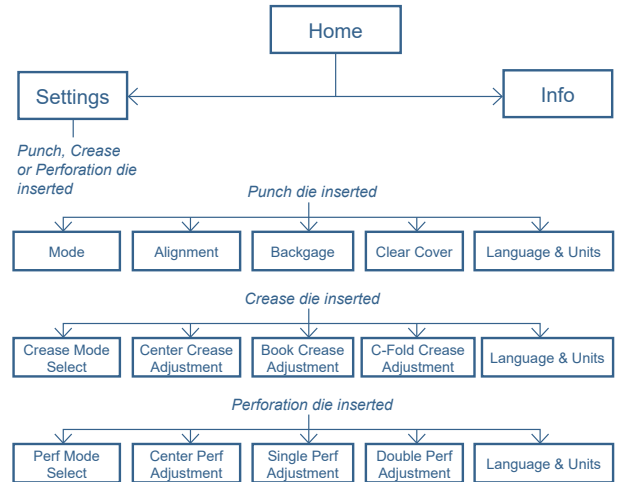 Home
Settings
Info
Punch, Crease
or Perforation die
inserted
Punch die inserted
Mode
Alignment
Backgage
Clear Cover
Language & Units
Crease die inserted
Crease Mode
Select
Center Crease
Adjustment
Book Crease
Adjustment
C-Fold Crease
Adjustment
Language & Units
Perforation die inserted
Perf Mode
Select
Center Perf
Adjustment
Single Perf
Adjustment
Double Perf
Adjustment
Language & Units